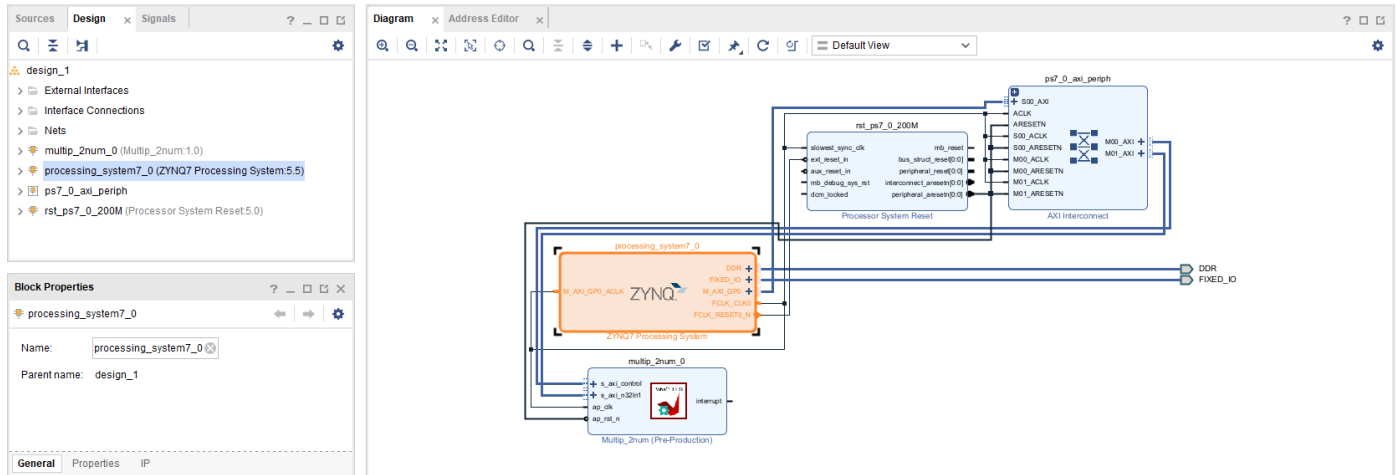 Sources Design Signals
design_1
External Interfaces
Interface Connections
Nets
multip_2num_0 (Multip_2num:1.0)
processing_system7_0 (ZYNQ7 Processing System:5.5)
ps7_0_axi_periph
rst_ps7_0_200M (Processor System Reset:5.0)
Block Properties
processing_system7_0
Name: processing_system7_0
Parent name: design_1
General Properties IP
Diagram Address Editor
Default View
ps7_0_axi_periph
S00_AXI
ACLK
ARESETN
S00_ACLK
S00_ARESETN
M00_ACLK
M00_ARESETN
M01_ACLK
M01_ARESETN
M00_AXI
M01_AXI
AXI Interconnect
rst_ps7_0_200M
slowest_sync_clk
ext_reset_in
aux_reset_in
mb_debug_sys_rst
dcm_locked
mb_reset
bus_struct_reset[0:0]
peripheral_reset[0:0]
interconnect_aresetn[0:0]
peripheral_aresetn[0:0]
Processor System Reset
processing_system7_0
M_AXI_GP0_ACLK
ZYNQ
DDR
FIXED_IO
M_AXI_GP0
FCLK_CLK0
FCLK_RESET0_N
ZYNQ7 Processing System
DDR
FIXED_IO
multip_2num_0
s_axi_control
s_axi_n32in1
ap_clk
ap_rst_n
interrupt
Multip_2num (Pre-Production)